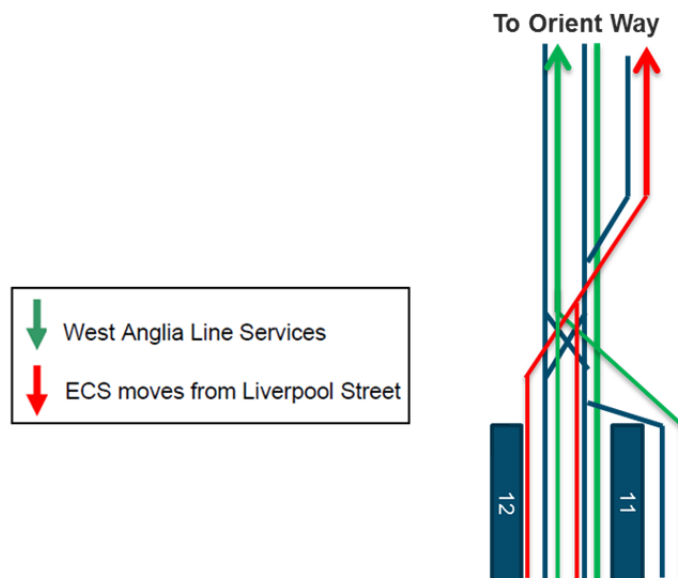 To Orient Way
West Anglia Line Services
ECS moves from Liverpool Street
12
11